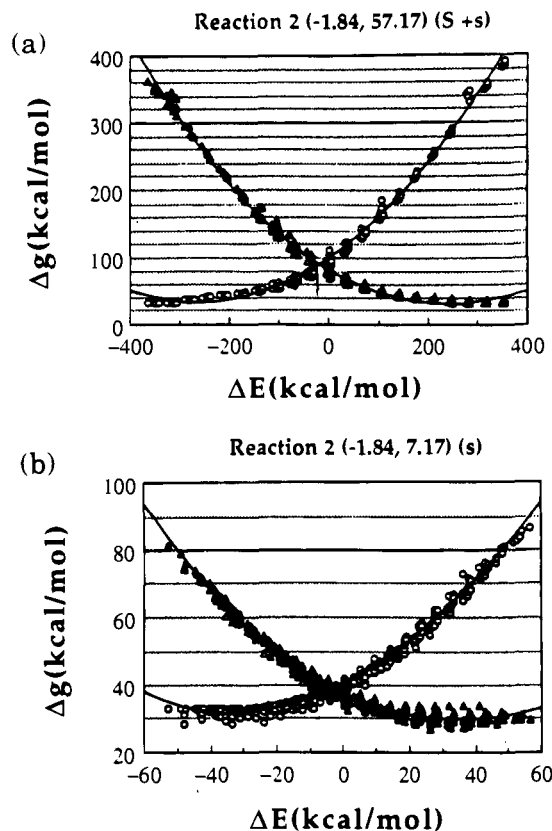 Reaction 2 (-1.84, 57.17) (S +s)
(a)
400
300
200
100
0
Δg(kcal/mol)
-400 -200 0 200 400
ΔE(kcal/mol)
Reaction 2 (-1.84, 7.17) (s)
(b)
100
80
60
40
20
Δg(kcal/mol)
-60 -40 -20 0 20 40 60
ΔE(kcal/mol)